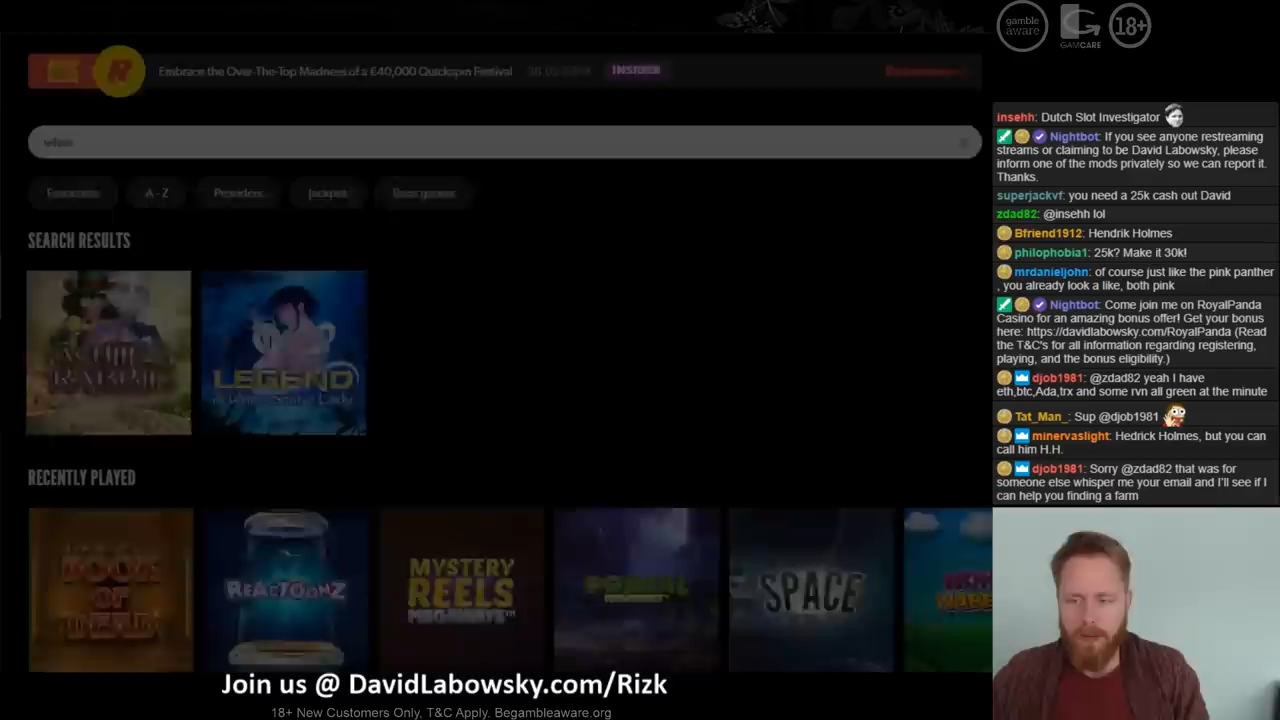 gamble
aware
GAMCARE
18+
Embrace the Over-The-Top Madness of a €40,000 Quickspin Festival
A - Z
Providers
Jackpot
SEARCH RESULTS
WHITE RABBIT
LEGEND
of the White Snake Lady
RECENTLY PLAYED
REACTOONZ
MYSTERY
REELS
MEGAWAYS™
SPACE
insehh: Dutch Slot Investigator
Nightbot: If you see anyone restreaming
streams or claiming to be David Labowsky, please
inform one of the mods privately so we can report it.
Thanks.
superjackvf: you need a 25k cash out David
zdad82: @insehh lol
Bfriend1912: Hendrik Holmes
philophobia1: 25k? Make it 30k!
mrdanieljohn: of course just like the pink panther
, you already look a like, both pink
Nightbot: Come join me on RoyalPanda
Casino for an amazing bonus offer! Get your bonus
here: https://davidlabowsky.com/RoyalPanda (Read
the T&C's for all information regarding registering,
playing, and the bonus eligibility.)
djob1981: @zdad82 yeah I have
eth,btc,Ada,trx and some rvn all green at the minute
Tat_Man_: Sup @djob1981
minervaslight: Hedrick Holmes, but you can
call him H.H.
djob1981: Sorry @zdad82 that was for
someone else whisper me your email and I'll see if I
can help you finding a farm
Join us @ DavidLabowsky.com/Rizk
18+ New Customers Only, T&C Apply. Begambleaware.org